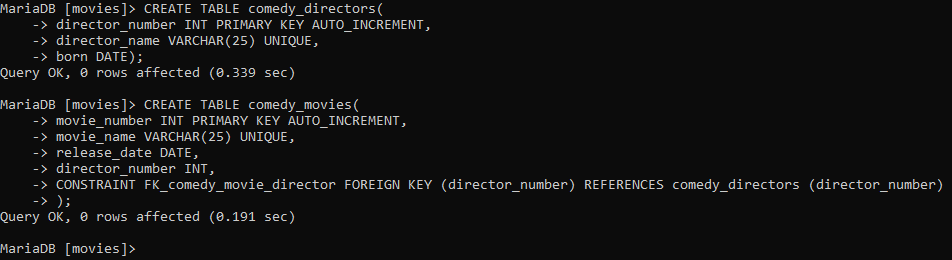 MariaDB [movies]> CREATE TABLE comedy_directors(
    -> director_number INT PRIMARY KEY AUTO_INCREMENT,
    -> director_name VARCHAR(25) UNIQUE,
    -> born DATE);
Query OK, 0 rows affected (0.339 sec)

MariaDB [movies]> CREATE TABLE comedy_movies(
    -> movie_number INT PRIMARY KEY AUTO_INCREMENT,
    -> movie_name VARCHAR(25) UNIQUE,
    -> release_date DATE,
    -> director_number INT,
    -> CONSTRAINT FK_comedy_movie_director FOREIGN KEY (director_number) REFERENCES comedy_directors (director_number)
    -> );
Query OK, 0 rows affected (0.191 sec)

MariaDB [movies]>